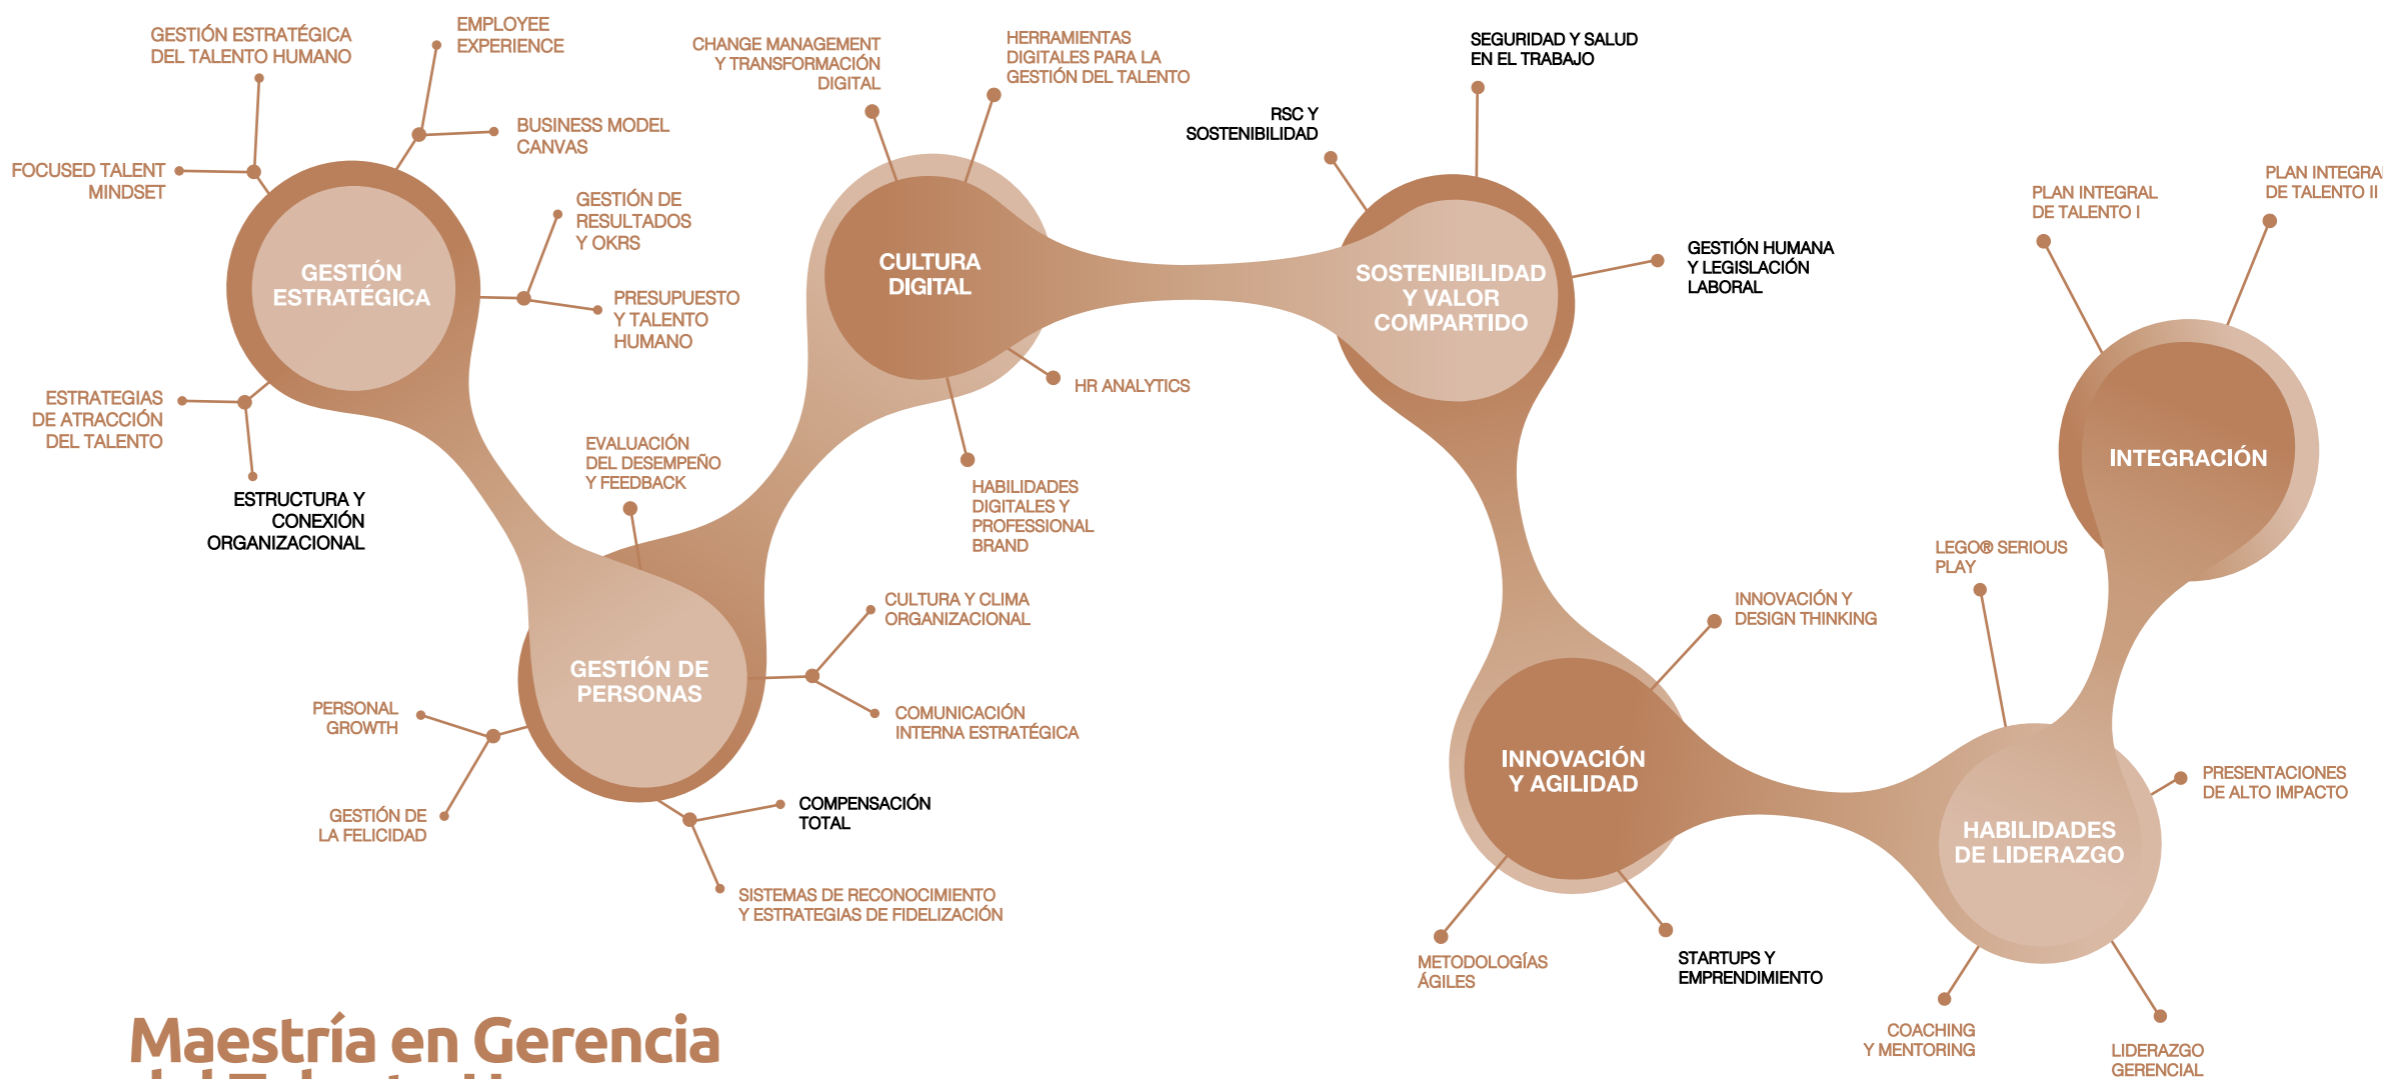 GESTIÓN ESTRATÉGICA
DEL TALENTO HUMANO
EMPLOYEE
EXPERIENCE
BUSINESS MODEL
CANVAS
FOCUSED TALENT
MINDSET
GESTIÓN DE
RESULTADOS
Y OKRS
GESTIÓN
ESTRATÉGICA
PRESUPUESTO
Y TALENTO
HUMANO
ESTRATEGIAS
DE ATRACCIÓN
DEL TALENTO
ESTRUCTURA Y
CONEXIÓN
ORGANIZACIONAL
EVALUACIÓN
DEL DESEMPEÑO
Y FEEDBACK
CULTURA Y CLIMA
ORGANIZACIONAL
GESTIÓN DE
PERSONAS
COMUNICACIÓN
INTERNA ESTRATÉGICA
PERSONAL
GROWTH
GESTIÓN DE
LA FELICIDAD
COMPENSACIÓN
TOTAL
SISTEMAS DE RECONOCIMIENTO
Y ESTRATEGIAS DE FIDELIZACIÓN
CHANGE MANAGEMENT
Y TRANSFORMACIÓN
DIGITAL
HERRAMIENTAS
DIGITALES PARA LA
GESTIÓN DEL TALENTO
CULTURA
DIGITAL
HR ANALYTICS
HABILIDADES
DIGITALES Y
PROFESSIONAL
BRAND
SEGURIDAD Y SALUD
EN EL TRABAJO
RSC Y
SOSTENIBILIDAD
SOSTENIBILIDAD
Y VALOR
COMPARTIDO
GESTIÓN HUMANA
Y LEGISLACIÓN
LABORAL
INNOVACIÓN Y
DESIGN THINKING
INNOVACIÓN
Y AGILIDAD
METODOLOGÍAS
ÁGILES
STARTUPS Y
EMPRENDIMIENTO
LEGO® SERIOUS
PLAY
PRESENTACIONES
DE ALTO IMPACTO
HABILIDADES
DE LIDERAZGO
COACHING
Y MENTORING
LIDERAZGO
GERENCIAL
PLAN INTEGRAL
DE TALENTO I
PLAN INTEGRAL
DE TALENTO II
INTEGRACIÓN
Maestría en Gerencia